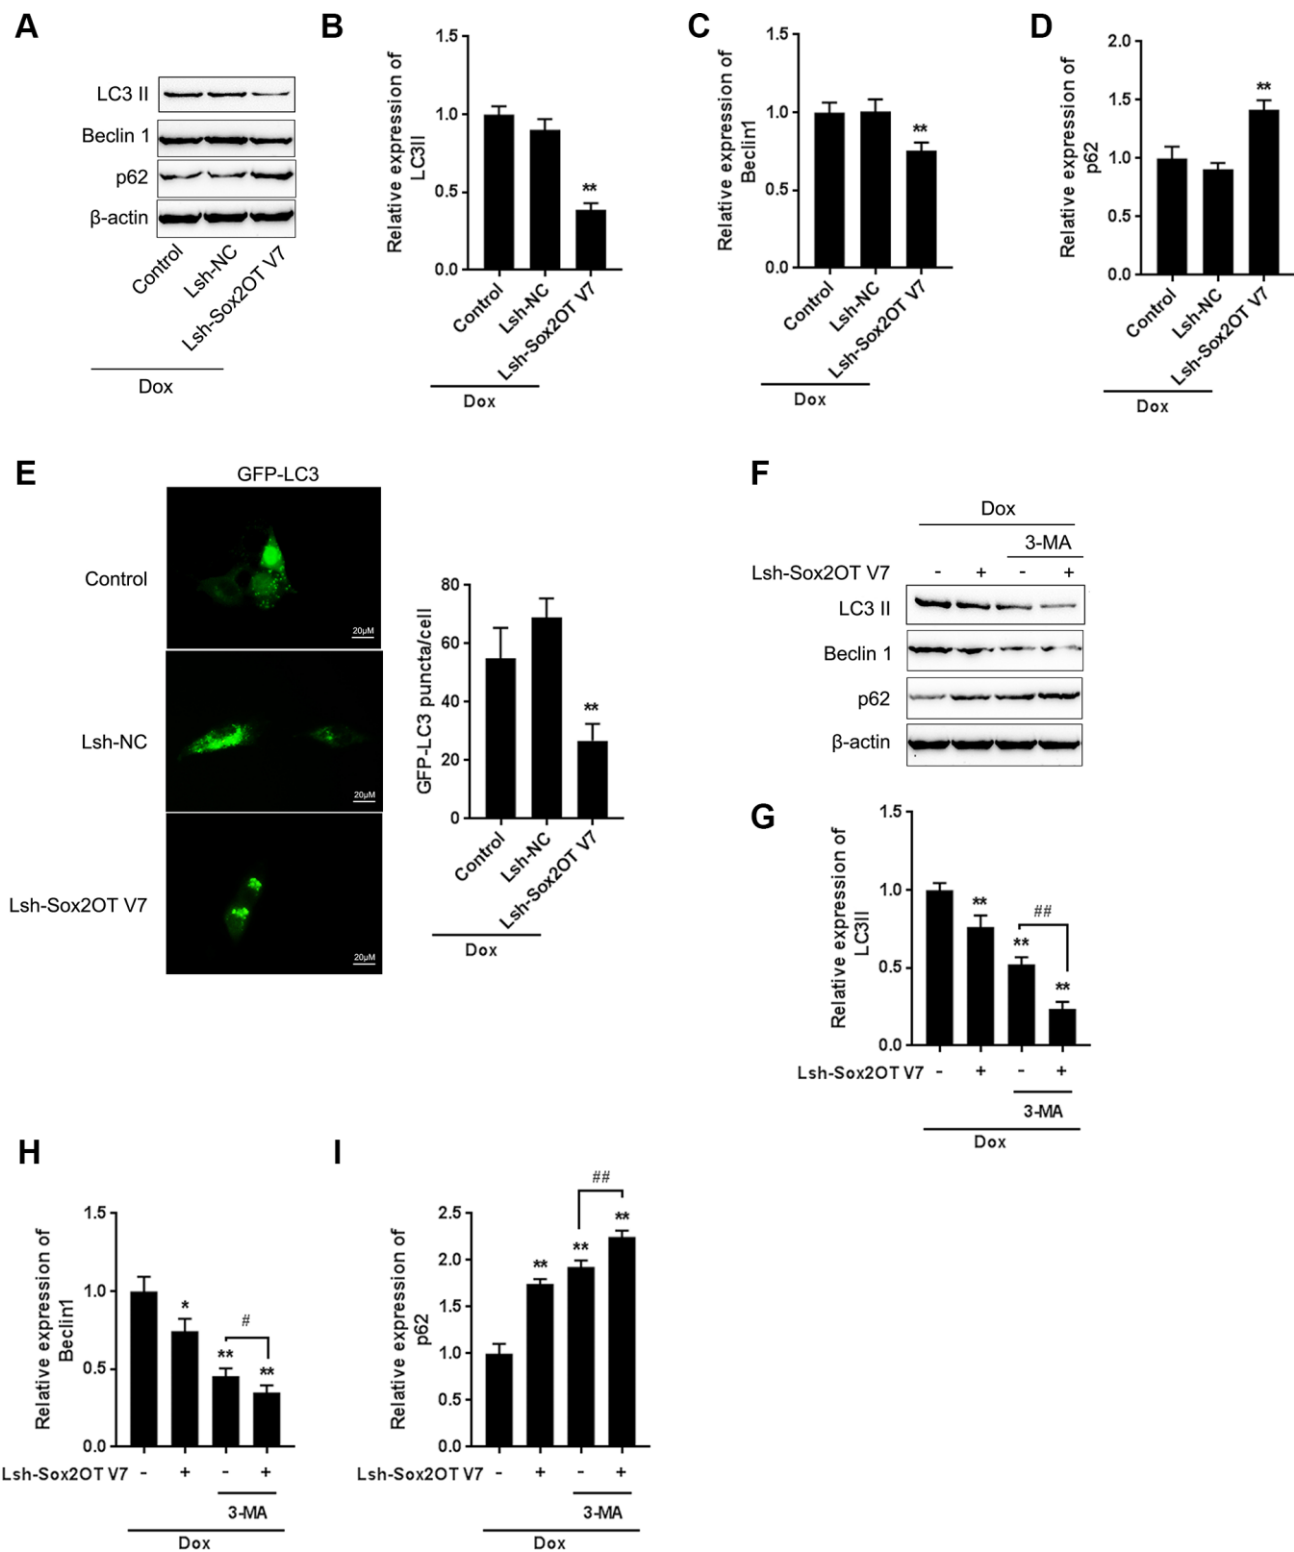 A
LC3 II
Beclin 1
p62
β-actin
Control
Lsh-NC
Lsh-Sox2OT V7
Dox
B
Relative expression of
LC3II
1.5
1.0
0.5
0.0
**
Control
Lsh-NC
Lsh-Sox2OT V7
Dox
C
Relative expression of
Beclin1
1.5
1.0
0.5
0.0
**
Control
Lsh-NC
Lsh-Sox2OT V7
Dox
D
Relative expression of
p62
2.0
1.5
1.0
0.5
0.0
**
Control
Lsh-NC
Lsh-Sox2OT V7
Dox
E
GFP-LC3
Control
20μM
Lsh-NC
20μM
Lsh-Sox2OT V7
20μM
GFP-LC3 puncta/cell
80
60
40
20
0
**
Control
Lsh-NC
Lsh-Sox2OT V7
Dox
F
Dox
3-MA
Lsh-Sox2OT V7 - + - +
LC3 II
Beclin 1
p62
β-actin
G
Relative expression of
LC3II
1.5
1.0
0.5
0.0
**
**
##
**
Lsh-Sox2OT V7 - + - +
3-MA
Dox
H
Relative expression of
Beclin1
1.5
1.0
0.5
0.0
*
**
#
**
Lsh-Sox2OT V7 - + - +
3-MA
Dox
I
Relative expression of
p62
2.5
2.0
1.5
1.0
0.5
0.0
**
**
##
**
Lsh-Sox2OT V7 - + - +
3-MA
Dox